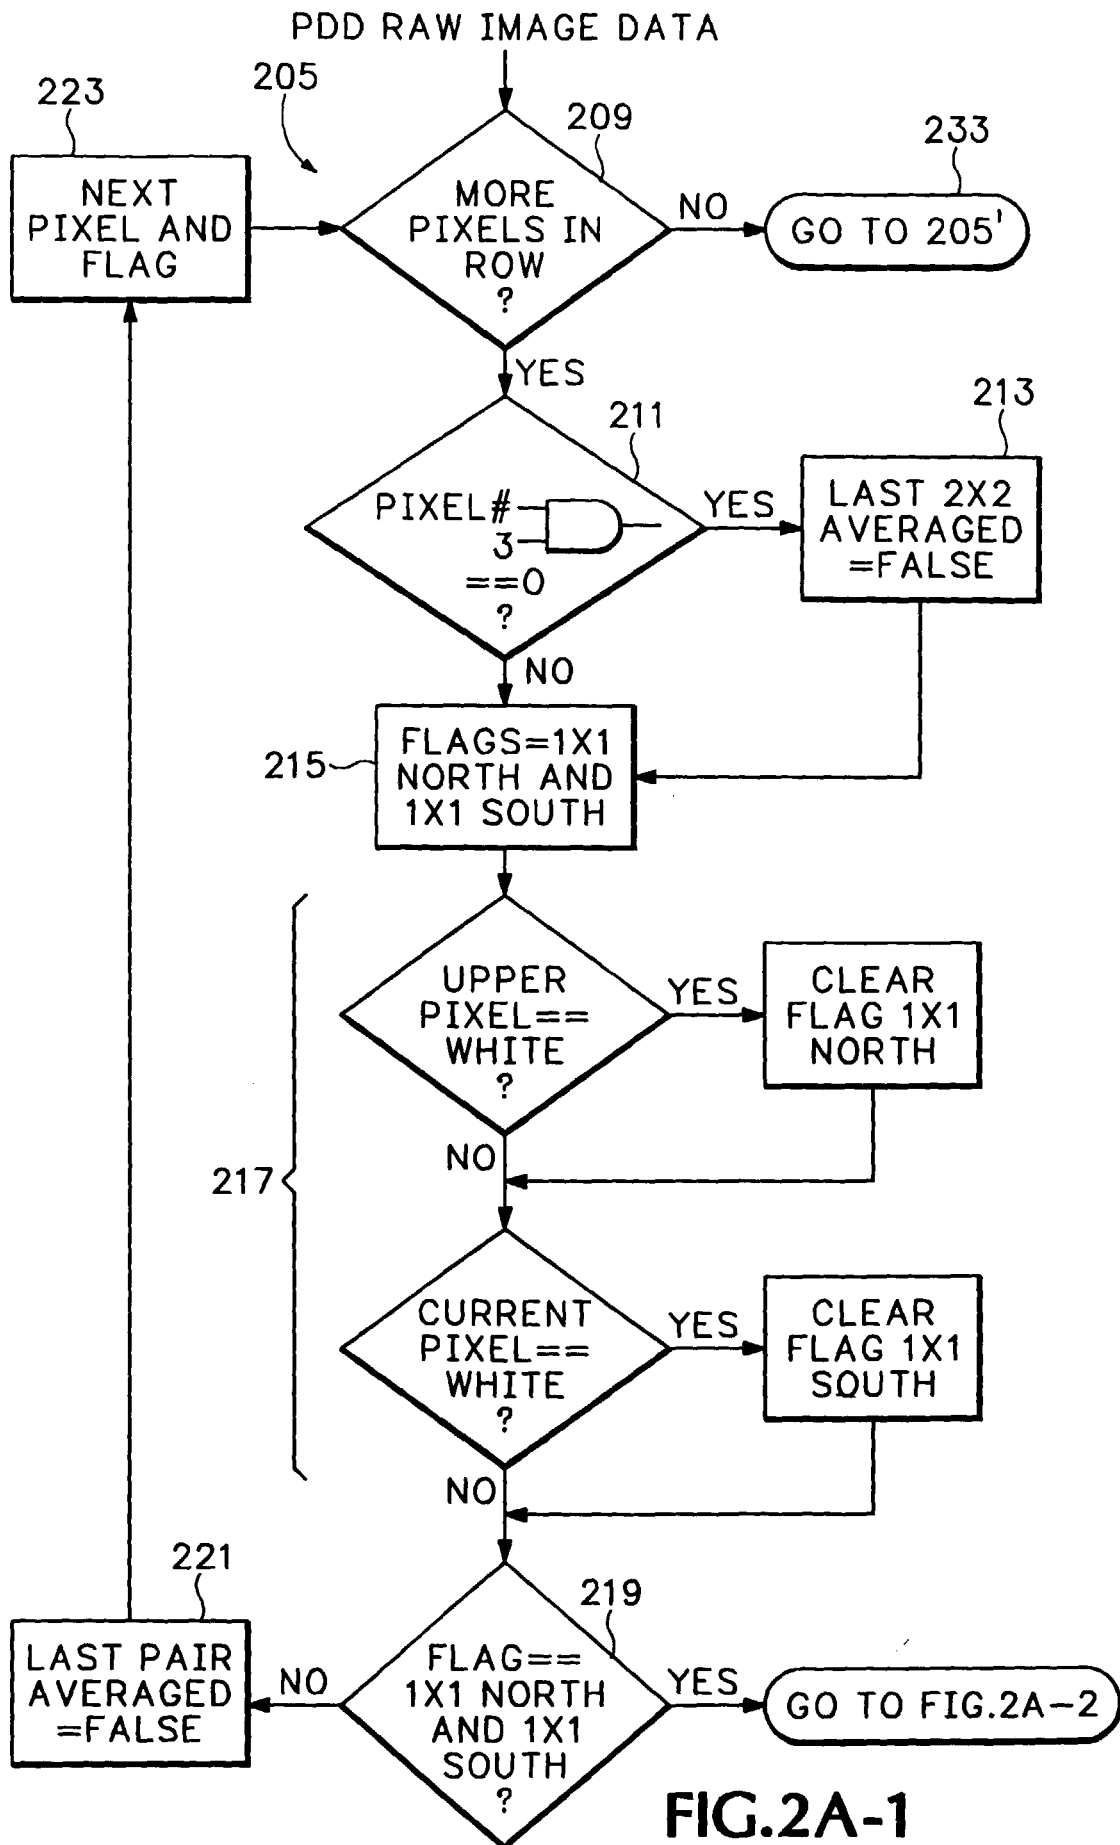 PDD RAW IMAGE DATA
205
223
209
233
NEXT
PIXEL AND
FLAG
MORE
PIXELS IN
ROW
?
NO
GO TO 205'
YES
211
213
PIXEL#
3
==0
?
YES
LAST 2X2
AVERAGED
=FALSE
NO
215
FLAGS=1X1
NORTH AND
1X1 SOUTH
217
UPPER
PIXEL==
WHITE
?
YES
CLEAR
FLAG 1X1
NORTH
NO
CURRENT
PIXEL==
WHITE
?
YES
CLEAR
FLAG 1X1
SOUTH
NO
221
219
LAST PAIR
AVERAGED
=FALSE
NO
FLAG==
1X1 NORTH
AND 1X1
SOUTH
?
YES
GO TO FIG.2A-2
FIG.2A-1